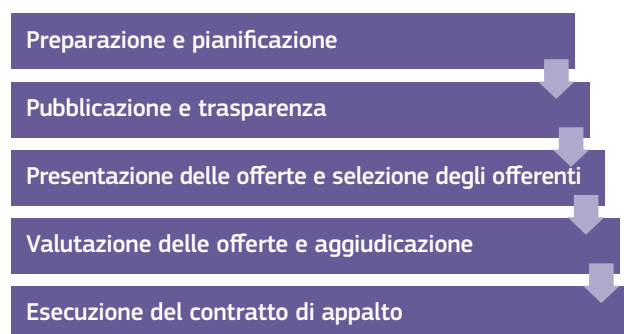 Preparazione e pianificazione
Pubblicazione e trasparenza
Presentazione delle offerte e selezione degli offerenti
Valutazione delle offerte e aggiudicazione
Esecuzione del contratto di appalto